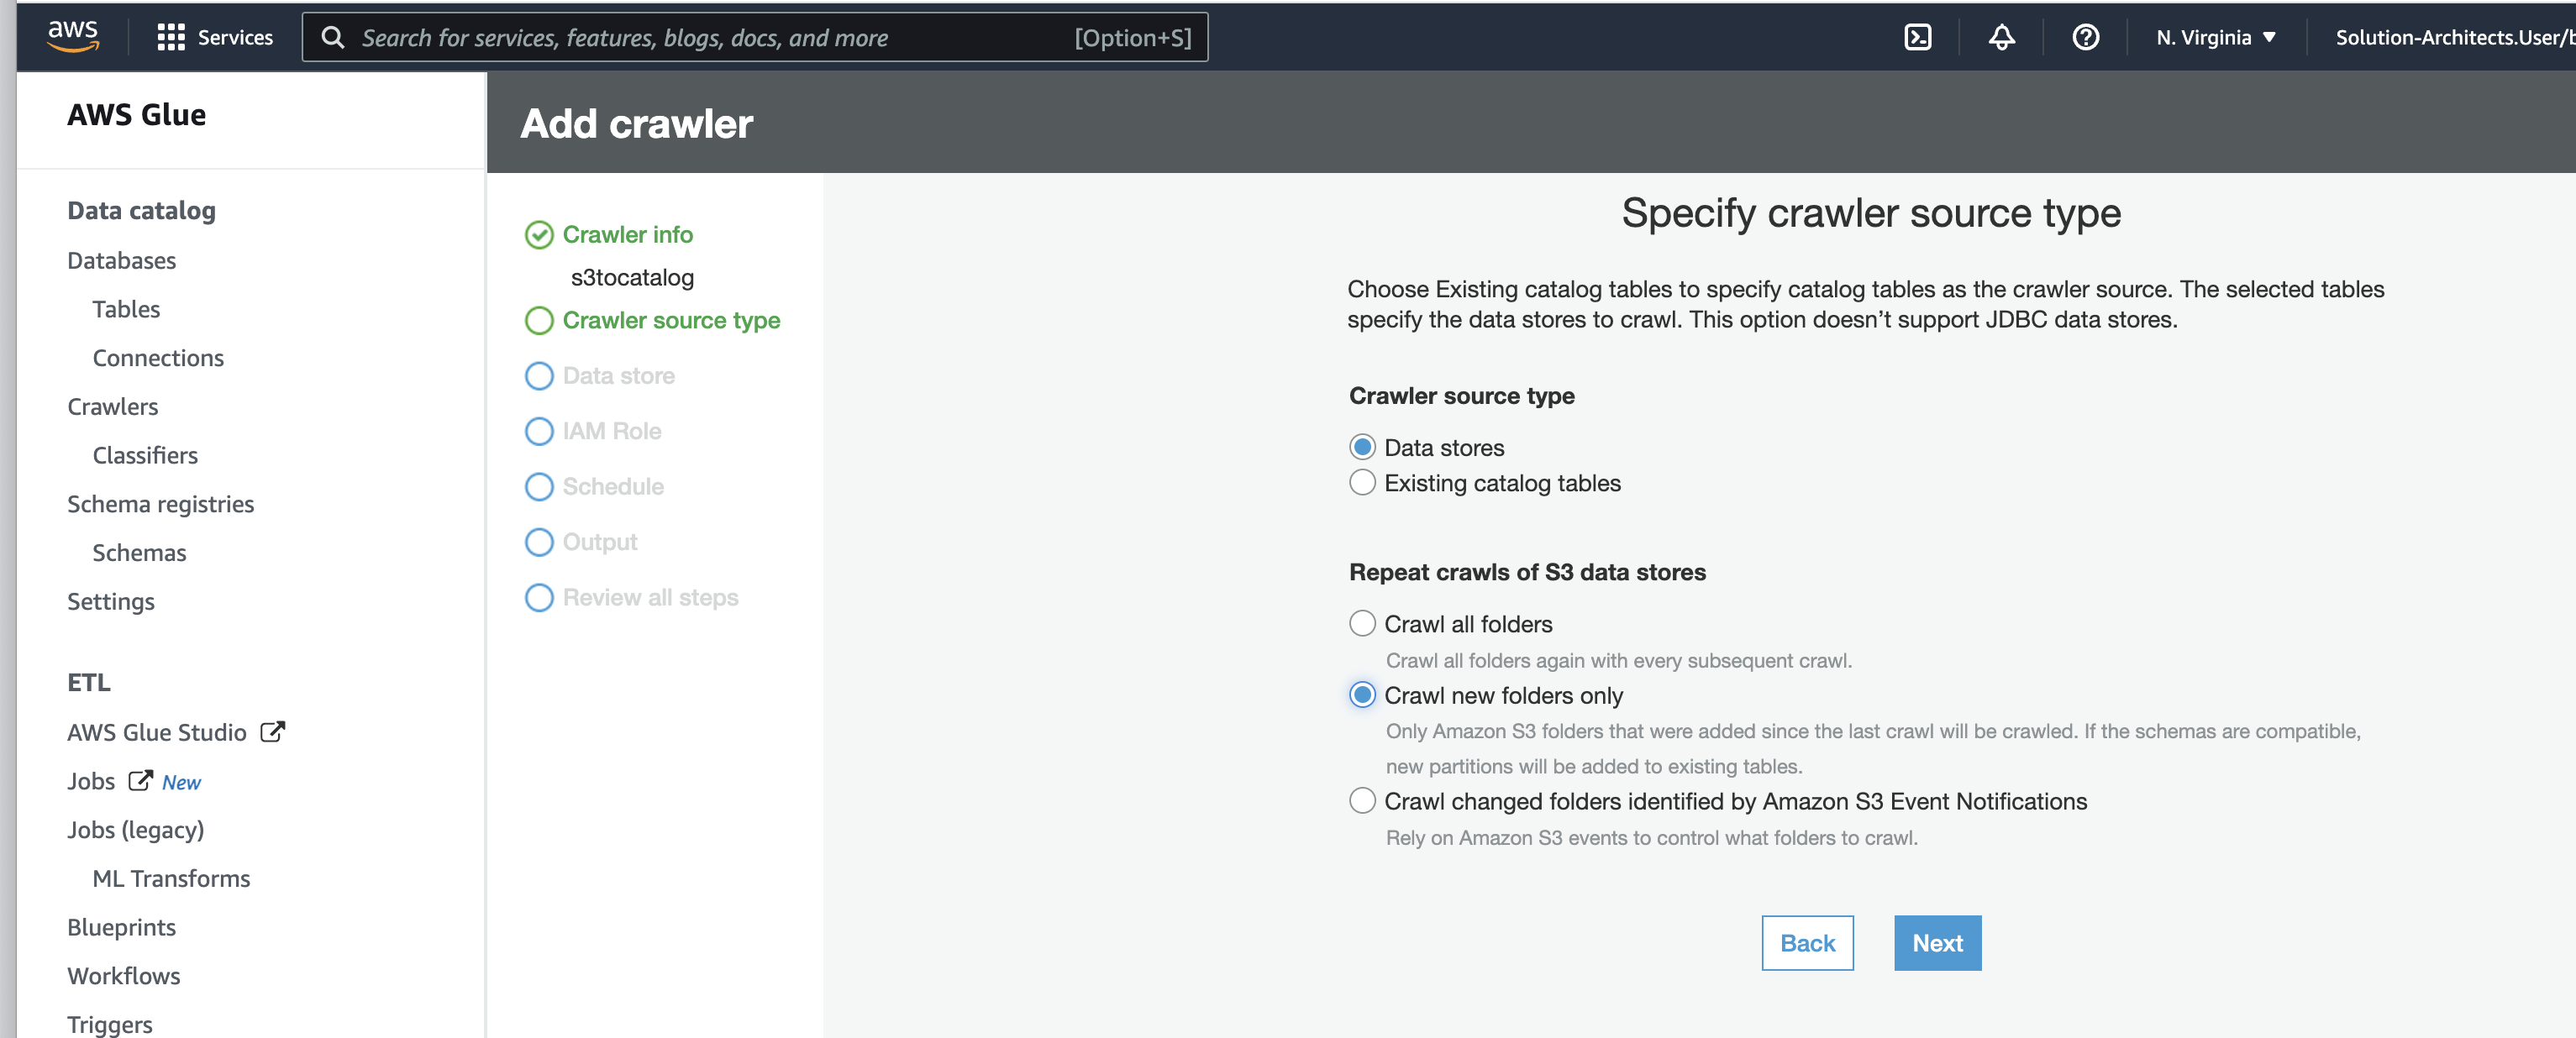 aws
Services
Search for services, features, blogs, docs, and more
[Option+S]
N. Virginia
Solution-Architects.User/
AWS Glue
Data catalog
Databases
Tables
Connections
Crawlers
Classifiers
Schema registries
Schemas
Settings
ETL
AWS Glue Studio
Jobs New
Jobs (legacy)
ML Transforms
Blueprints
Workflows
Triggers
Add crawler
Crawler info
s3tocatalog
Crawler source type
Data store
IAM Role
Schedule
Output
Review all steps
Specify crawler source type
Choose Existing catalog tables to specify catalog tables as the crawler source. The selected tables
specify the data stores to crawl. This option doesn’t support JDBC data stores.
Crawler source type
Data stores
Existing catalog tables
Repeat crawls of S3 data stores
Crawl all folders
Crawl all folders again with every subsequent crawl.
Crawl new folders only
Only Amazon S3 folders that were added since the last crawl will be crawled. If the schemas are compatible,
new partitions will be added to existing tables.
Crawl changed folders identified by Amazon S3 Event Notifications
Rely on Amazon S3 events to control what folders to crawl.
Back
Next